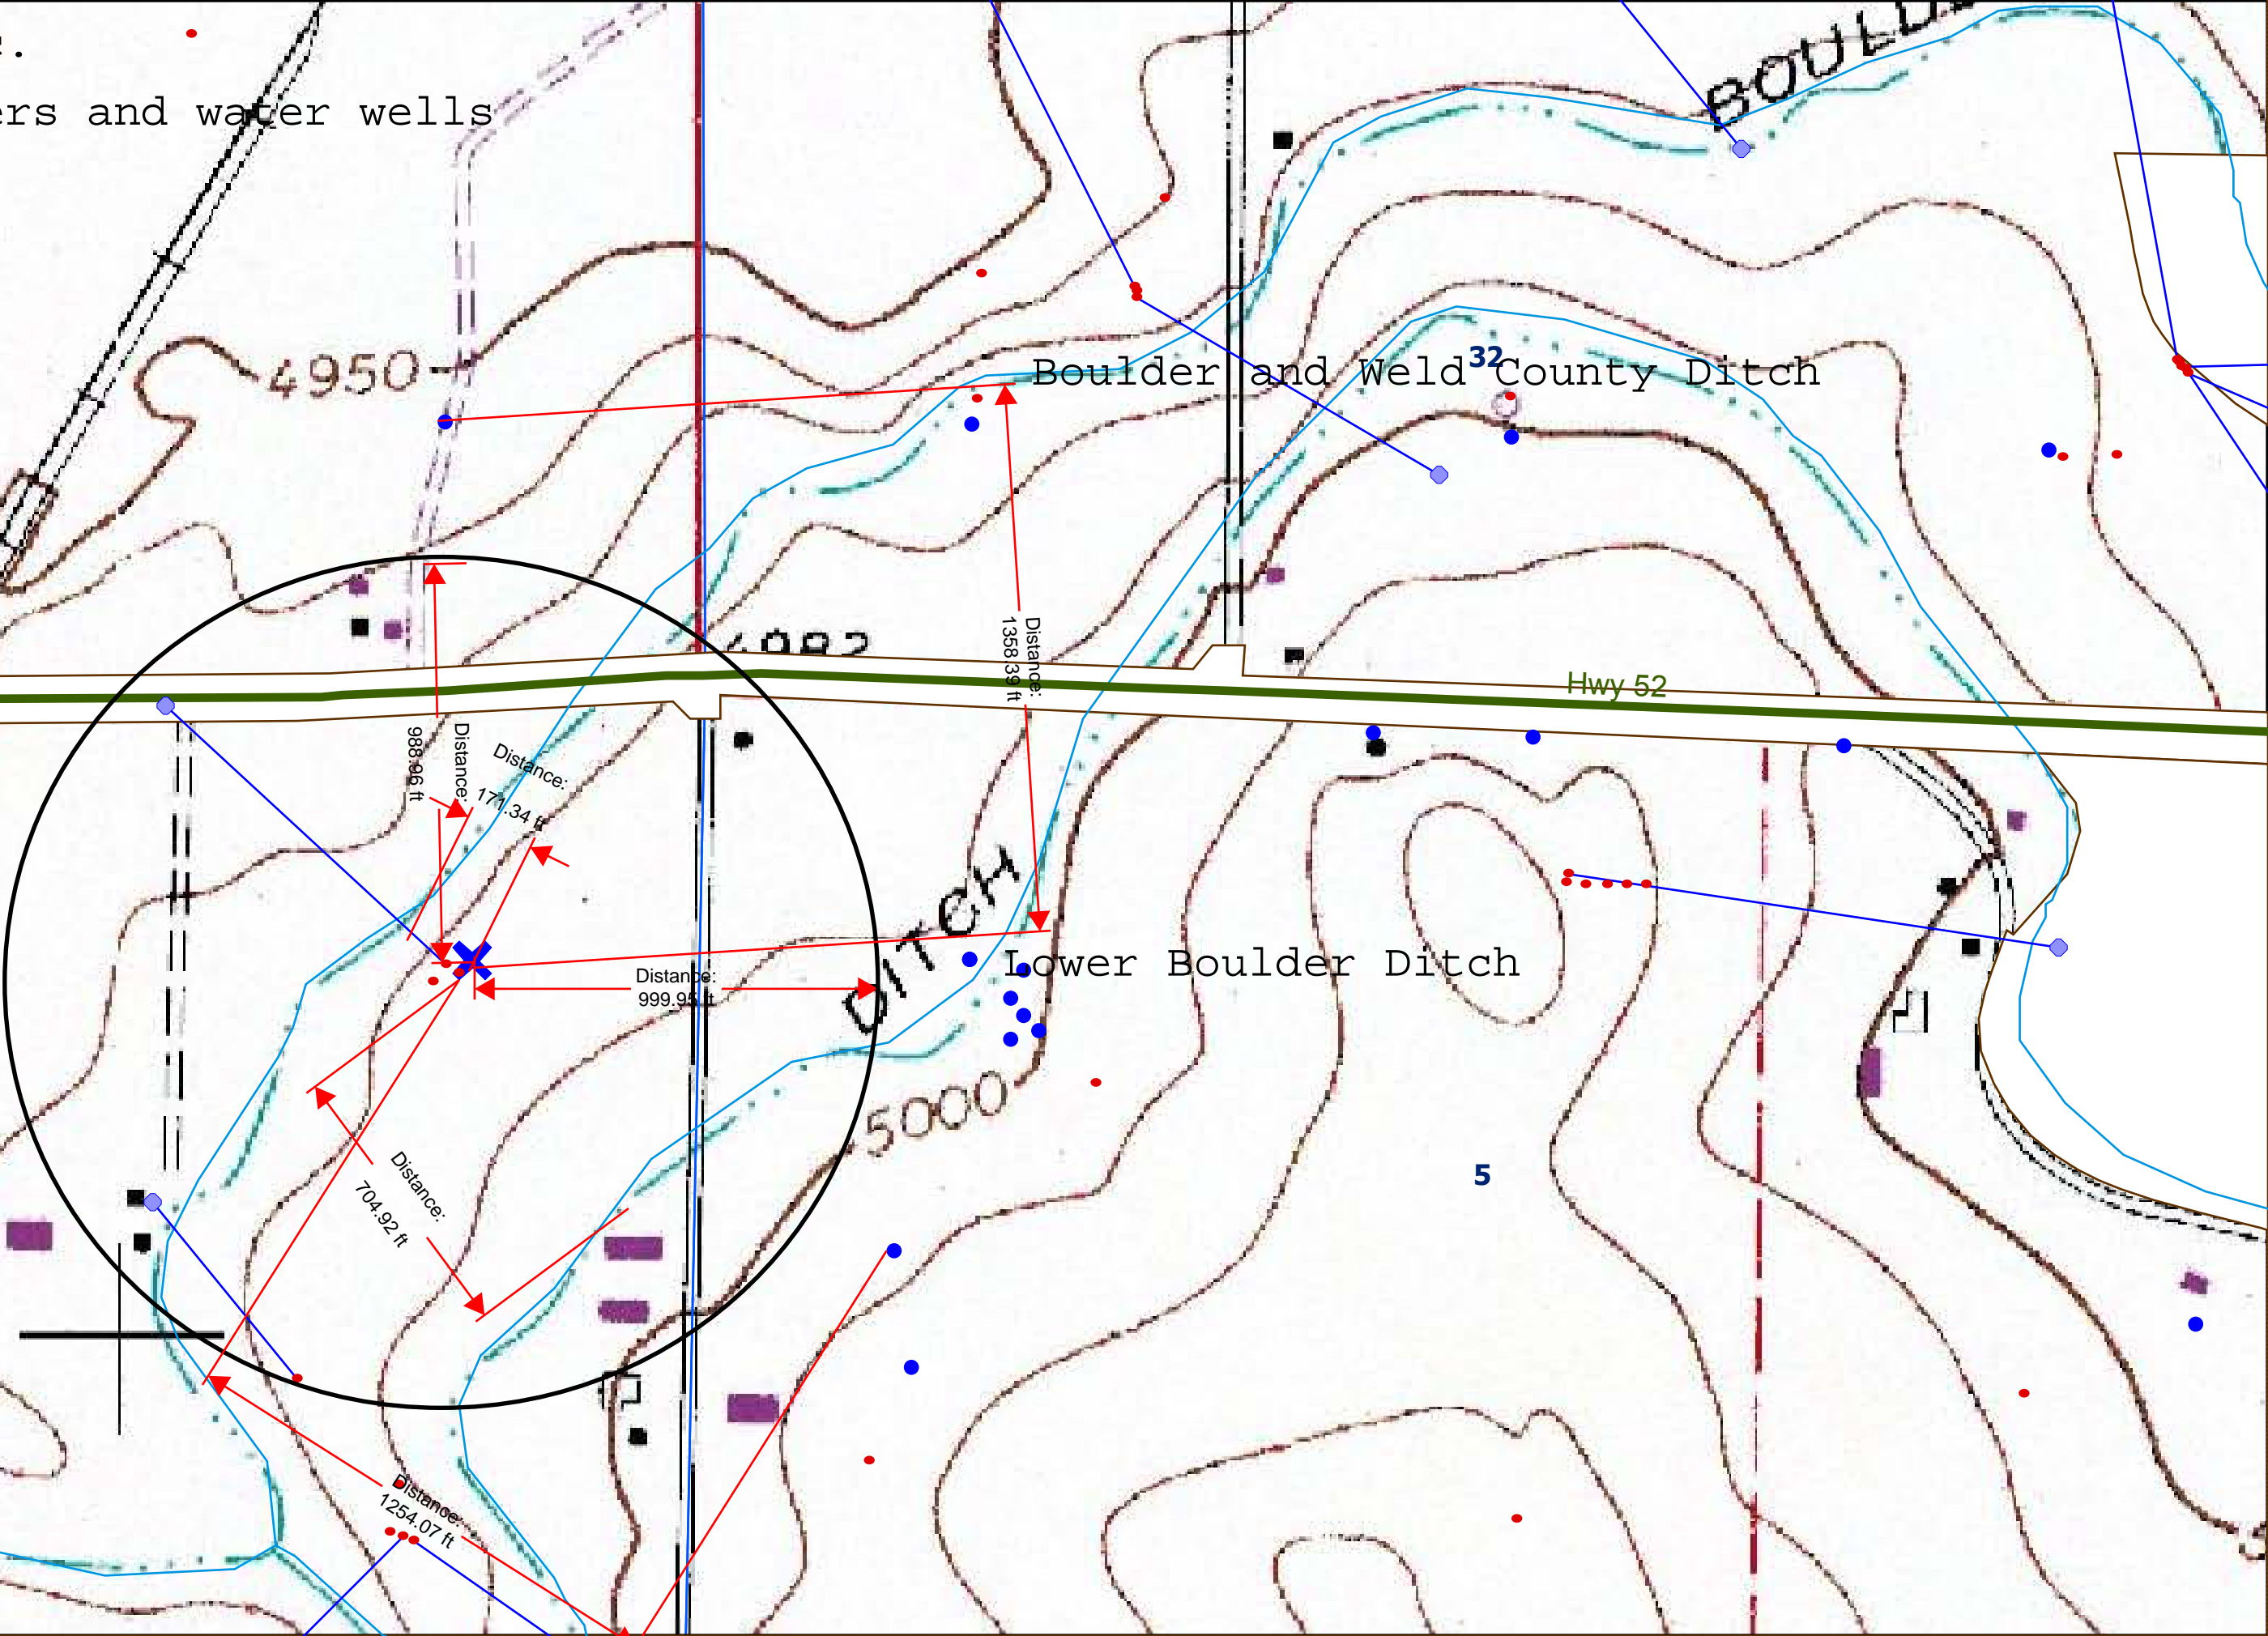 ers and water wells
BOULD
4950
Boulder and Weld County Ditch
32
4982
Hwy 52
Distance:
1358.39 ft
Distance:
988.96 ft
Distance:
171.34 ft
DITCH
Lower Boulder Ditch
Distance:
999.95 ft
5000
Distance:
704.92 ft
5
Distance:
1254.07 ft